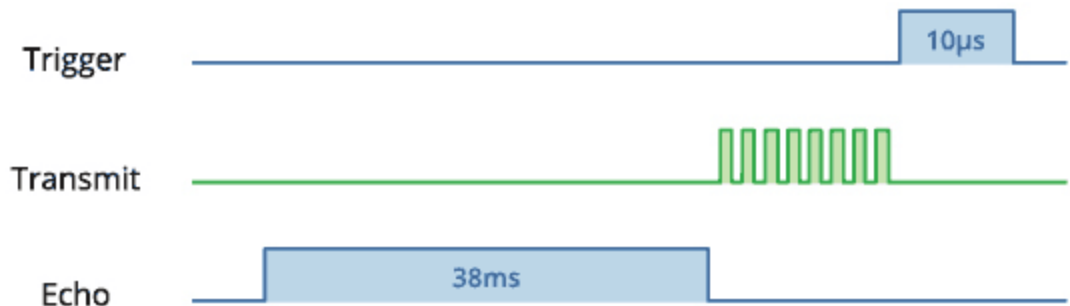 Trigger
10μs
Transmit
38ms
Echo